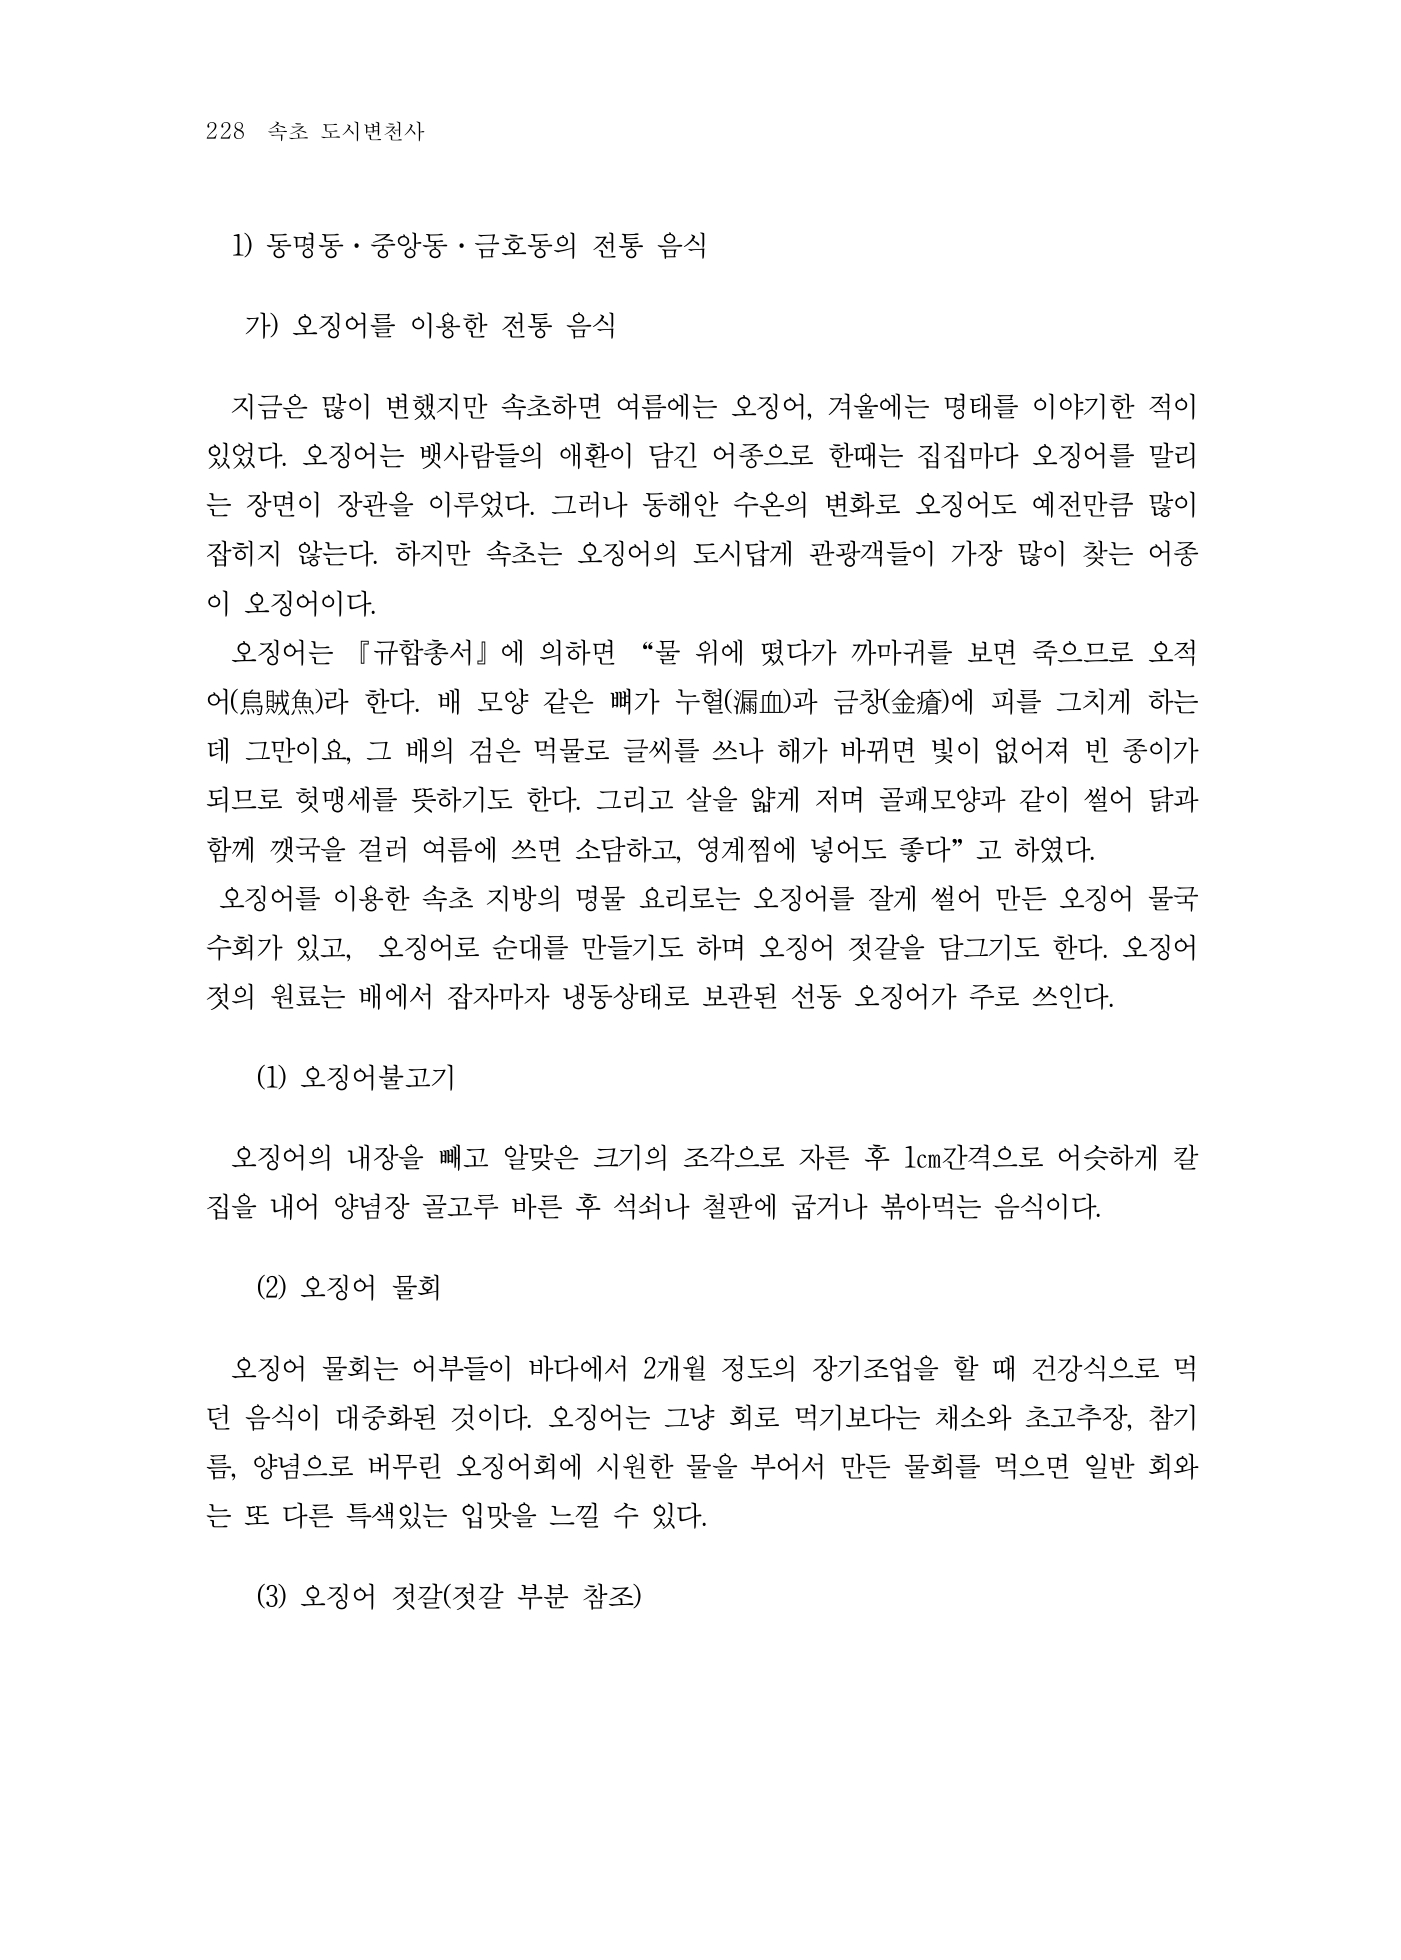 228 속초 도시변천사
1) 동명동・중앙동・금호동의 전통 음식
가) 오징어를 이용한 전통 음식
지금은 많이 변했지만 속초하면 여름에는 오징어, 겨울에는 명태를 이야기한 적이
있었다. 오징어는 뱃사람들의 애환이 담긴 어종으로 한때는 집집마다 오징어를 말리
는 장면이 장관을 이루었다. 그러나 동해안 수온의 변화로 오징어도 예전만큼 많이
잡히지 않는다. 하지만 속초는 오징어의 도시답게 관광객들이 가장 많이 찾는 어종
이 오징어이다.
오징어는 『규합총서』에 의하면 “물 위에 떴다가 까마귀를 보면 죽으므로 오적
어(烏賊魚)라 한다. 배 모양 같은 뼈가 누혈(漏血)과 금창(金瘡)에 피를 그치게 하는
데 그만이요, 그 배의 검은 먹물로 글씨를 쓰나 해가 바뀌면 빛이 없어져 빈 종이가
되므로 헛맹세를 뜻하기도 한다. 그리고 살을 얇게 저며 골패모양과 같이 썰어 닭과
함께 깻국을 걸러 여름에 쓰면 소담하고, 영계찜에 넣어도 좋다” 고 하였다.
오징어를 이용한 속초 지방의 명물 요리로는 오징어를 잘게 썰어 만든 오징어 물국
수회가 있고, 오징어로 순대를 만들기도 하며 오징어 젓갈을 담그기도 한다. 오징어
젓의 원료는 배에서 잡자마자 냉동상태로 보관된 선동 오징어가 주로 쓰인다.
(1) 오징어불고기
오징어의 내장을 빼고 알맞은 크기의 조각으로 자른 후 1㎝간격으로 어슷하게 칼
집을 내어 양념장 골고루 바른 후 석쇠나 철판에 굽거나 볶아먹는 음식이다.
(2) 오징어 물회
오징어 물회는 어부들이 바다에서 2개월 정도의 장기조업을 할 때 건강식으로 먹
던 음식이 대중화된 것이다. 오징어는 그냥 회로 먹기보다는 채소와 초고추장, 참기
름, 양념으로 버무린 오징어회에 시원한 물을 부어서 만든 물회를 먹으면 일반 회와
는 또 다른 특색있는 입맛을 느낄 수 있다.
(3) 오징어 젓갈(젓갈 부분 참조)